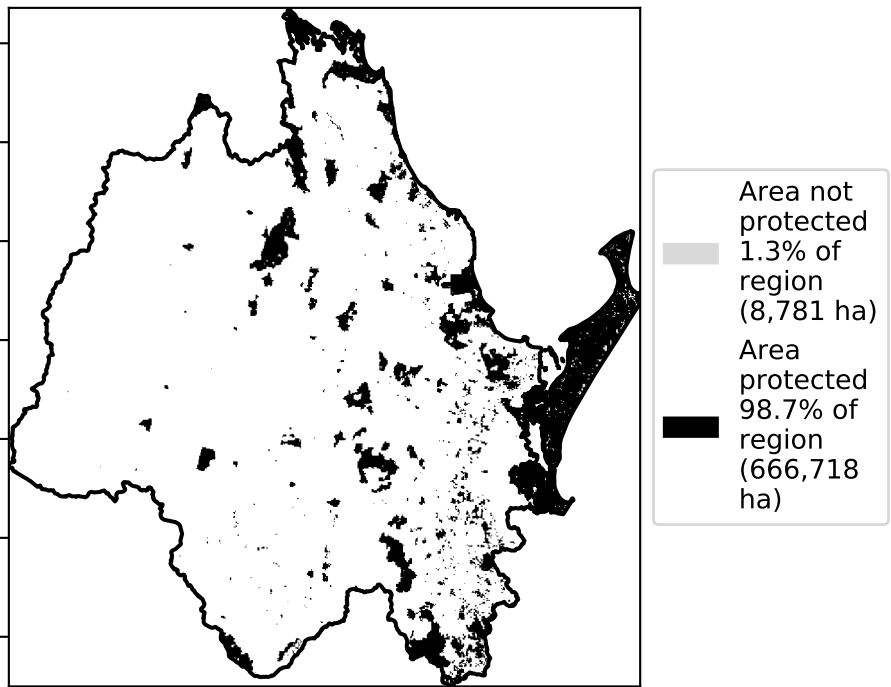 Area not
protected
1.3% of
region
(8,781 ha)
Area
protected
98.7% of
region
(666,718
ha)